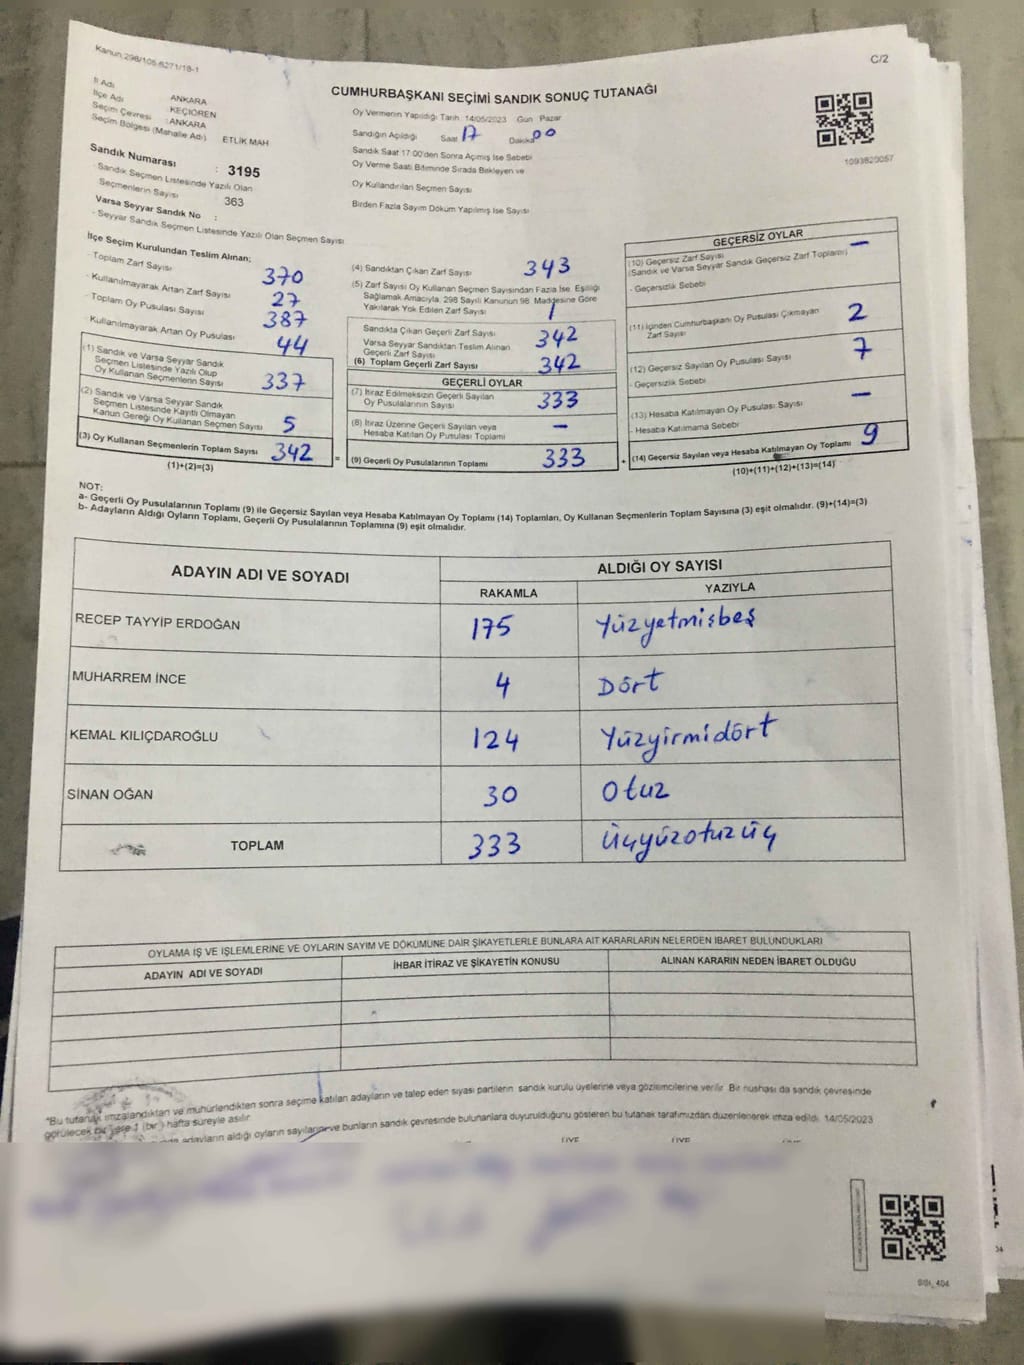 Kanun 298/105-6271/18-1
C/2
CUMHURBAŞKANI SEÇİMİ SANDIK SONUÇ TUTANAĞI
İl Adı ANKARA
İlçe Adı KEÇİÖREN
Seçim Çevresi : ANKARA
Seçim Bölgesi (Mahalle Adı) ETLİK MAH
Sandık Numarası : 3195
- Sandık Seçmen Listesinde Yazılı Olan
Seçmenlerin Sayısı 363
Varsa Seyyar Sandık No :
- Seyyar Sandık Seçmen Listesinde Yazılı Olan Seçmen Sayısı
Oy Vermenin Yapıldığı Tarih 14/05/2023 Gün Pazar
Sandığın Açıldığı Saat 17 Dakika 00
Sandık Saat 17:00'den Sonra Açımış İse Sebebi
Oy Verme Saati Bitiminde Sırada Bekleyen ve
Oy Kullandırılan Seçmen Sayısı
Birden Fazla Sayım Döküm Yapılmış İse Sayısı
1093820057
İlçe Seçim Kurulundan Teslim Alınan;
- Toplam Zarf Sayısı 370
- Kullanılmayarak Artan Zarf Sayısı 27
- Toplam Oy Pusulası Sayısı 387
- Kullanılmayarak Artan Oy Pusulası 44
(1) Sandık ve Varsa Seyyar Sandık
Seçmen Listesinde Yazılı Olup
Oy Kullanan Seçmenlerin Sayısı 337
(2) Sandık ve Varsa Seyyar Sandık
Seçmen Listesinde Kayıtlı Olmayan
Kanun Gereği Oy Kullanan Seçmen Sayısı 5
(3) Oy Kullanan Seçmenlerin Toplam Sayısı 342
(1)+(2)=(3)
(4) Sandıktan Çıkan Zarf Sayısı 343
(5) Zarf Sayısı Oy Kullanan Seçmen Sayısından Fazla İse, Eşitliği
Sağlamak Amacıyla, 298 Sayılı Kanunun 98. Maddesine Göre
Yakılarak Yok Edilen Zarf Sayısı 1
Sandıkta Çıkan Geçerli Zarf Sayısı 342
Varsa Seyyar Sandıktan Teslim Alınan
Geçerli Zarf Sayısı
(6) Toplam Geçerli Zarf Sayısı 342
GEÇERLİ OYLAR
(7) İtiraz Edilmeksizin Geçerli Sayılan
Oy Pusulalarının Sayısı 333
(8) İtiraz Üzerine Geçerli Sayılan veya
Hesaba Katılan Oy Pusulası Toplamı –
= (9) Geçerli Oy Pusulalarının Toplamı 333 +
GEÇERSİZ OYLAR
(10) Geçersiz Zarf Sayısı –
(Sandık ve Varsa Seyyar Sandık Geçersiz Zarf Toplamı)
- Geçersizlik Sebebi
(11) İçinden Cumhurbaşkanı Oy Pusulası Çıkmayan
Zarf Sayısı 2
(12) Geçersiz Sayılan Oy Pusulası Sayısı 7
- Geçersizlik Sebebi
(13) Hesaba Katılmayan Oy Pusulası Sayısı –
- Hesaba Katılmama Sebebi
(14) Geçersiz Sayılan veya Hesaba Katılmayan Oy Toplamı 9
(10)+(11)+(12)+(13)=(14)
NOT:
a- Geçerli Oy Pusulalarının Toplamı (9) ile Geçersiz Sayılan veya Hesaba Katılmayan Oy Toplamı (14) Toplamları, Oy Kullanan Seçmenlerin Toplam Sayısına (3) eşit olmalıdır. (9)+(14)=(3)
b- Adayların Aldığı Oyların Toplamı, Geçerli Oy Pusulalarının Toplamına (9) eşit olmalıdır.
ADAYIN ADI VE SOYADI ALDIĞI OY SAYISI
RAKAMLA YAZIYLA
RECEP TAYYİP ERDOĞAN 175 Yüzyetmişbeş
MUHARREM İNCE 4 Dört
KEMAL KILIÇDAROĞLU 124 Yüzyirmidört
SİNAN OĞAN 30 Otuz
TOPLAM 333 Üçyüzotuzüç
OYLAMA İŞ VE İŞLEMLERİNE VE OYLARIN SAYIM VE DÖKÜMÜNE DAİR ŞİKAYETLERLE BUNLARA AİT KARARLARIN NELERDEN İBARET BULUNDUKLARI
ADAYIN ADI VE SOYADI İHBAR İTİRAZ VE ŞİKAYETİN KONUSU ALINAN KARARIN NEDEN İBARET OLDUĞU
"Bu tutanak imzalandıktan ve mühürlendikten sonra seçime katılan adayların ve talep eden siyasi partilerin sandık kurulu üyelerine veya gözlemcilerine verilir. Bir nushası da sandık çevresinde
görülecek bir yere 1 (bir) hafta süreyle asılır.
adayların aldığı oyların sayılarını ve bunların sandık çevresinde bulunanlara duyurulduğunu gösteren bu tutanak tarafımızdan düzenlenerek imza edildi. 14/05/2023
ÜYE ÜYE